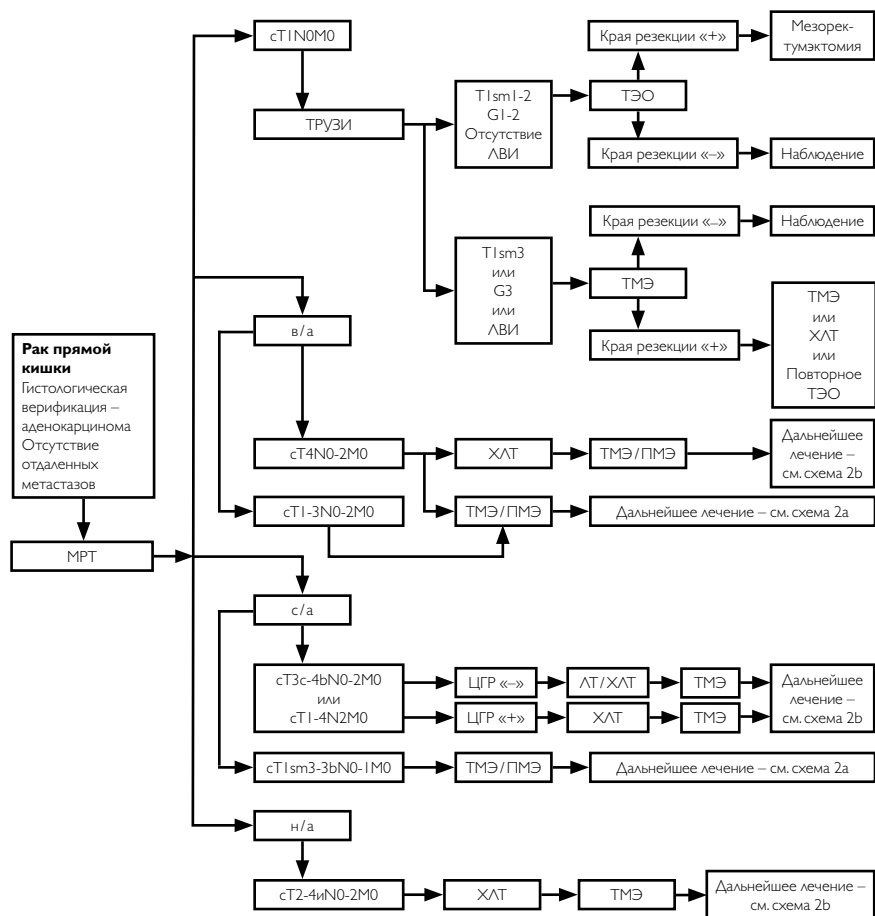 cT1N0M0
Края резекции «+»
Мезорек-
тумэктомия
ТРУЗИ
T1sm1-2
G1-2
Отсутствие
ЛВИ
ТЭО
Края резекции «–»
Наблюдение
Края резекции «–»
Наблюдение
T1sm3
или
G3
или
ЛВИ
ТМЭ
Края резекции «+»
ТМЭ
или
ХЛТ
или
Повторное
ТЭО
в/а
Рак прямой
кишки
Гистологическая
верификация –
аденокарцинома
Отсутствие
отдаленных
метастазов
cT4N0-2M0
ХЛТ
ТМЭ/ПМЭ
Дальнейшее
лечение –
см. схема 2b
cT1-3N0-2M0
ТМЭ/ПМЭ
Дальнейшее лечение – см. схема 2a
МРТ
с/а
cT3c-4bN0-2M0
или
cT1-4N2M0
ЦГР «–»
ЛТ/ХЛТ
ТМЭ
ЦГР «+»
ХЛТ
ТМЭ
Дальнейшее
лечение –
см. схема 2b
cT1sm3-3bN0-1M0
ТМЭ/ПМЭ
Дальнейшее лечение – см. схема 2a
н/а
cT2-4иN0-2M0
ХЛТ
ТМЭ
Дальнейшее лечение –
см. схема 2b